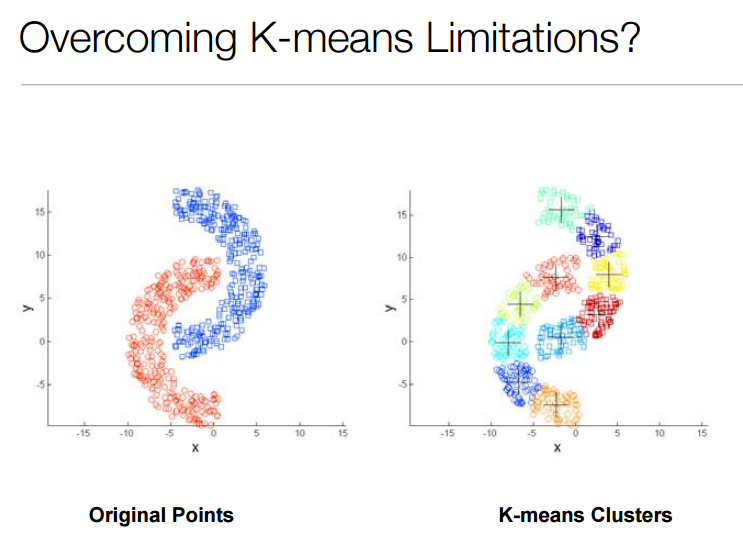 Overcoming K-means Limitations?
15
10
5
0
-5
y
-15 -10 -5 0 5 10 15
X
Original Points
15
10
5
0
-5
y
-15 -10 -5 0 5 10 15
X
K-means Clusters